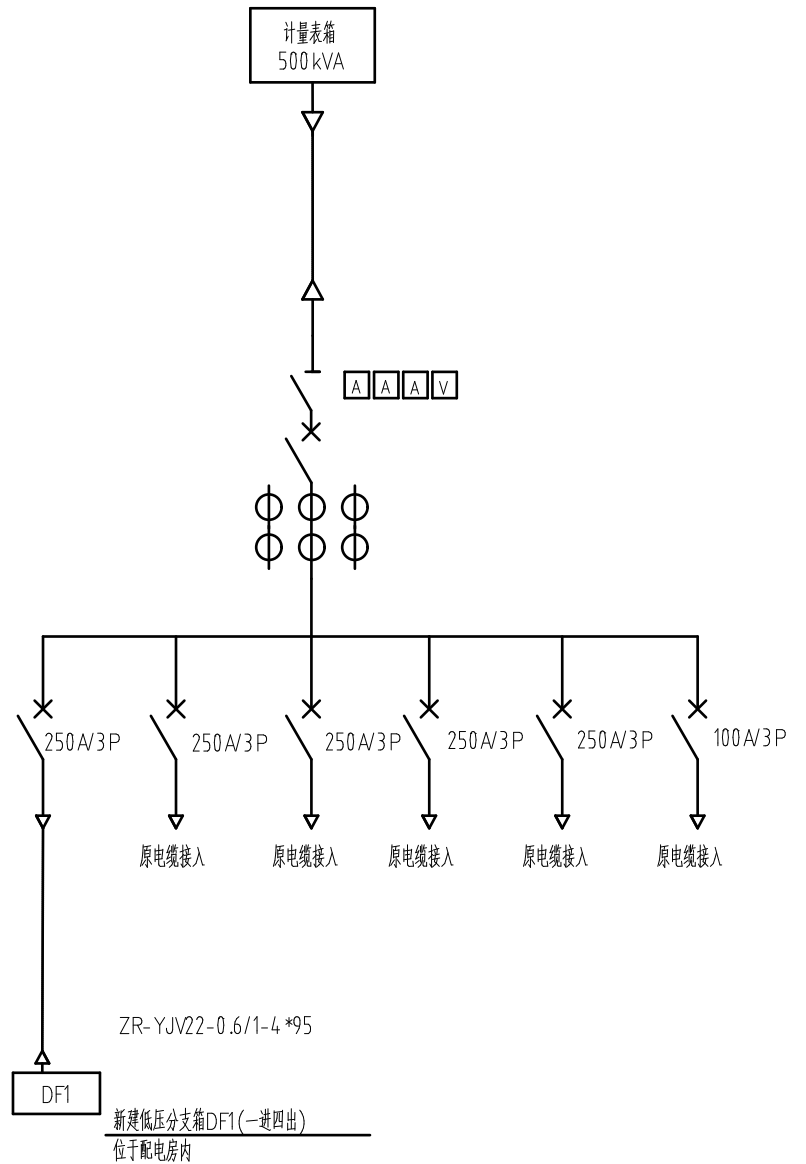 计量表箱
500kVA
A A A V
250A/3P 250A/3P 250A/3P 250A/3P 250A/3P 100A/3P
原电缆接入 原电缆接入 原电缆接入 原电缆接入 原电缆接入
ZR-YJV22-0.6/1-4*95
DF1
新建低压分支箱DF1(一进四出)
位于配电房内